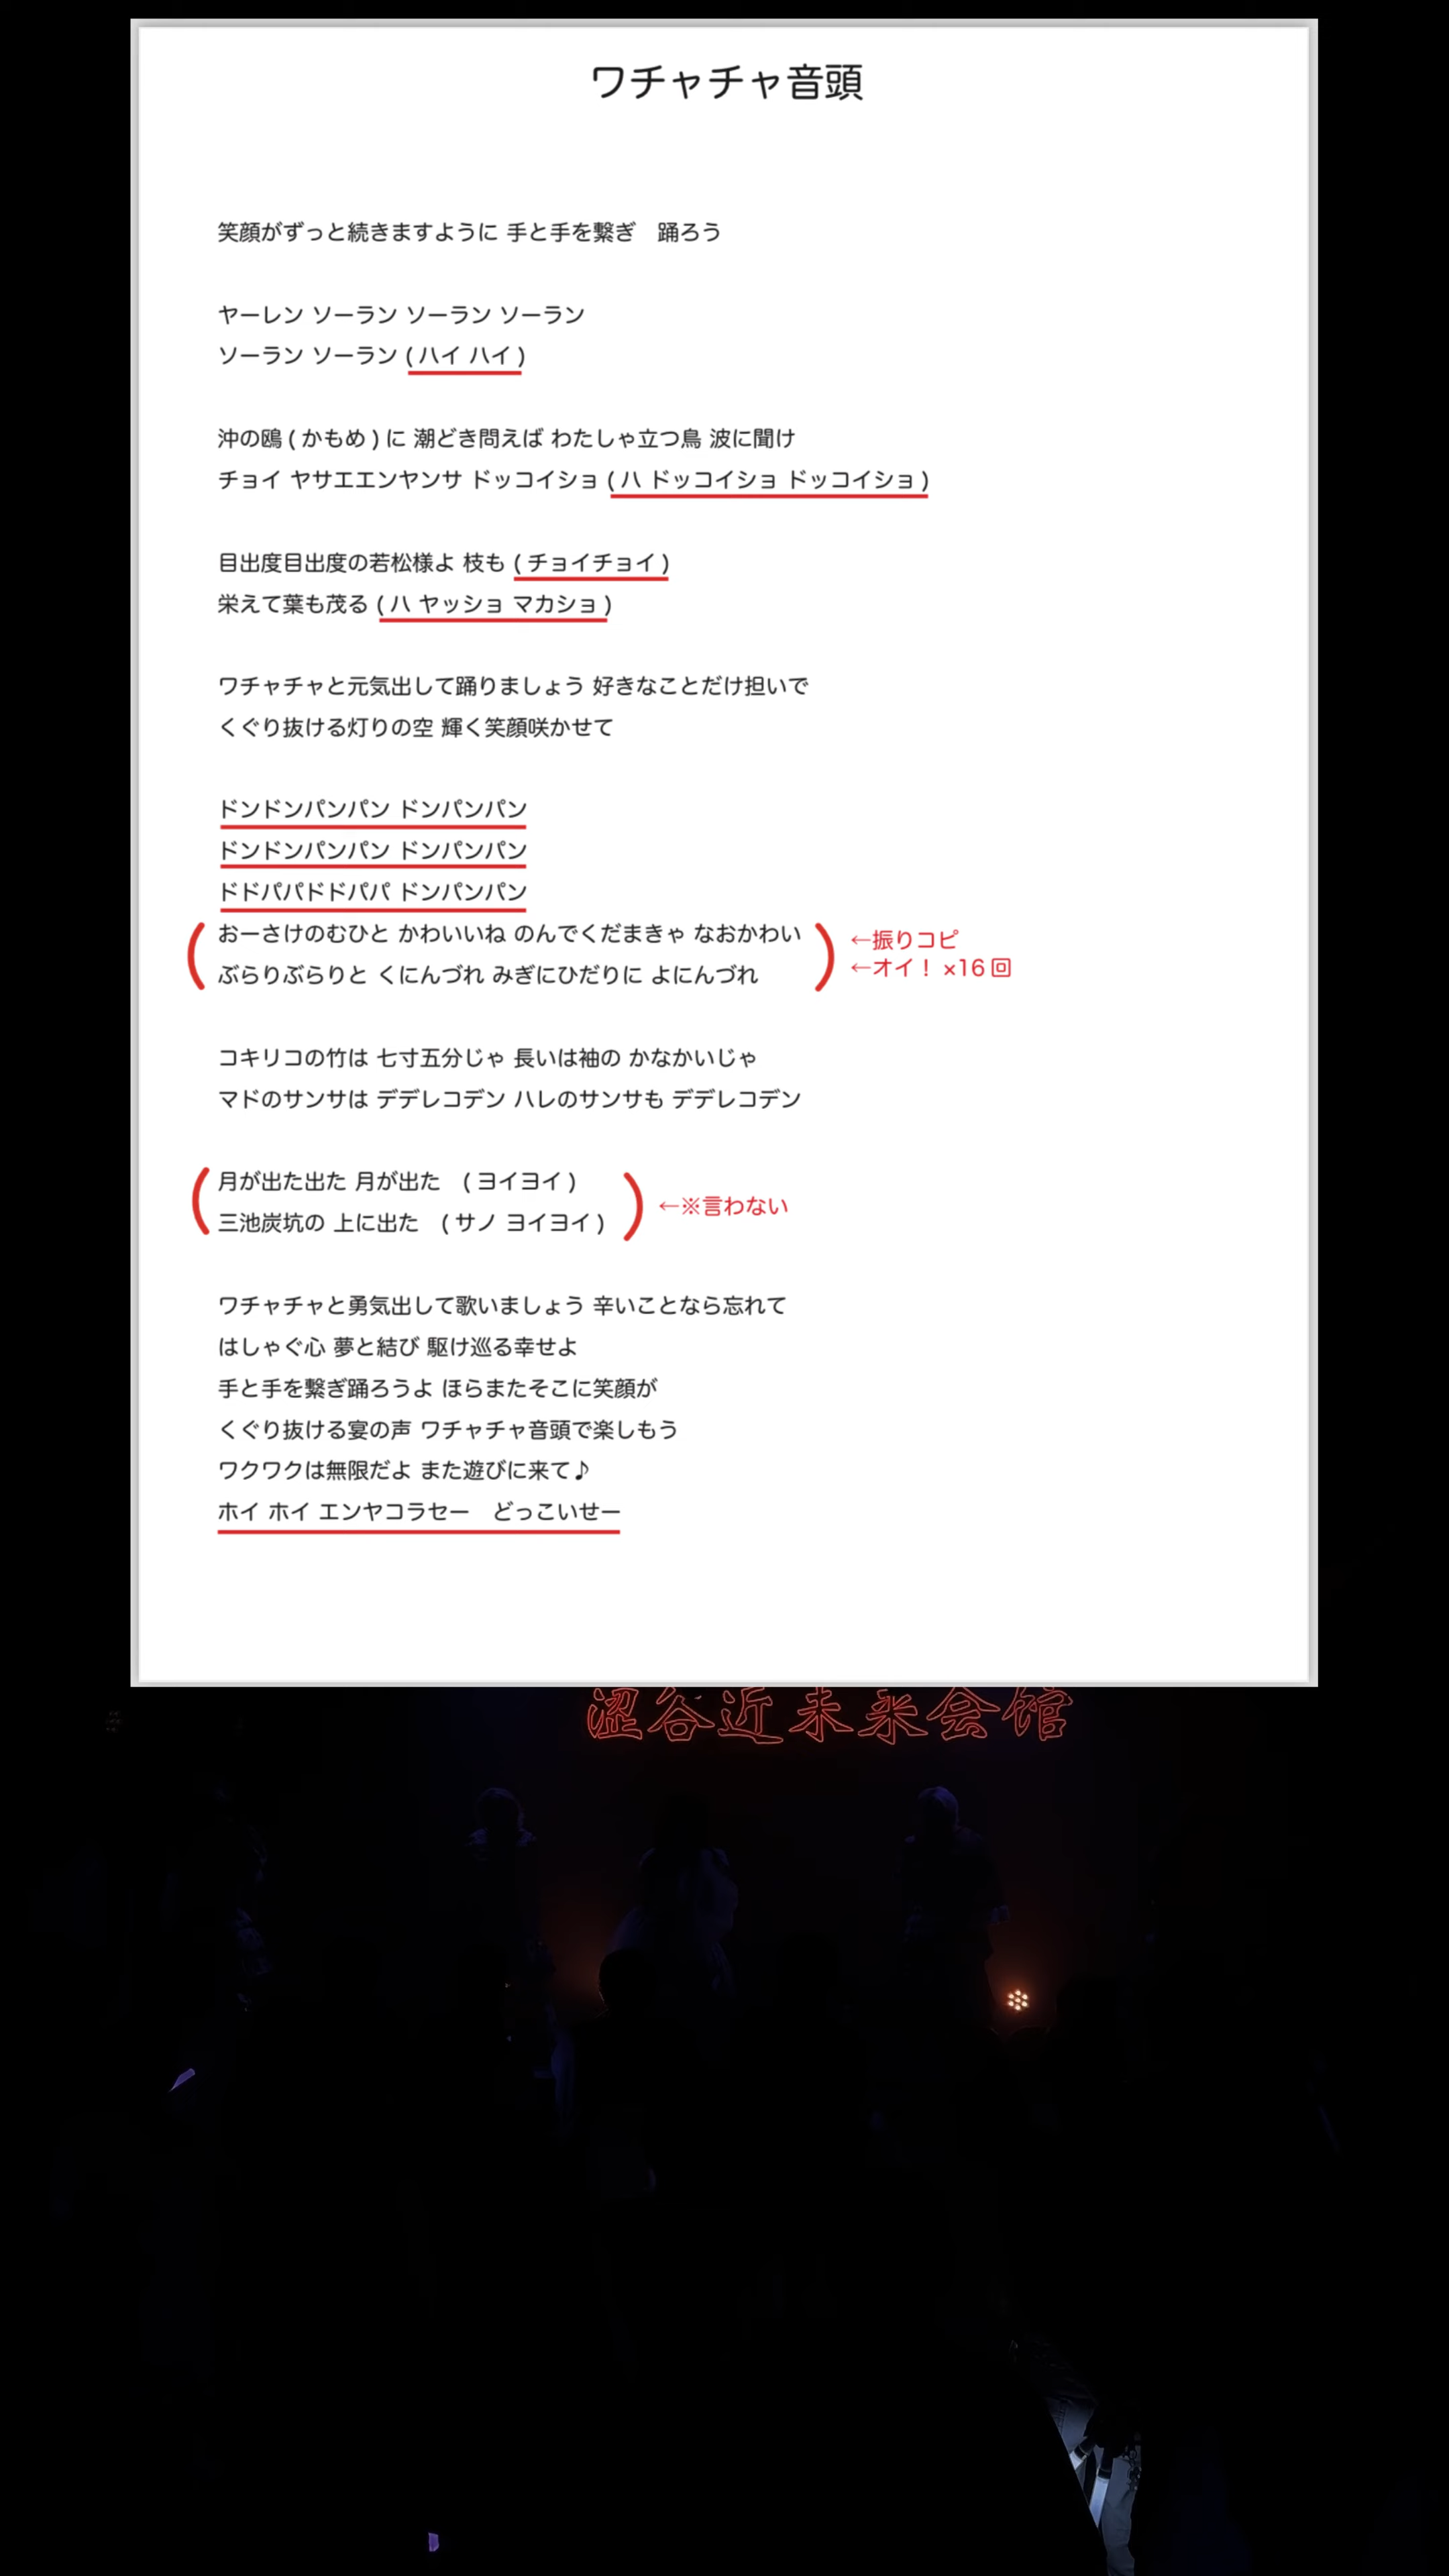 ワチャチャ音頭
笑顔がずっと続きますように 手と手を繋ぎ　踊ろう
ヤーレン ソーラン ソーラン ソーラン
ソーラン ソーラン ( ハイ ハイ )
沖の鴎 ( かもめ ) に 潮どき問えば わたしゃ立つ鳥 波に聞け
チョイ ヤサエエンヤンサ ドッコイショ ( ハ ドッコイショ ドッコイショ )
目出度目出度の若松様よ 枝も ( チョイチョイ )
栄えて葉も茂る ( ハ ヤッショ マカショ )
ワチャチャと元気出して踊りましょう 好きなことだけ担いで
くぐり抜ける灯りの空 輝く笑顔咲かせて
ドンドンパンパン ドンパンパン
ドンドンパンパン ドンパンパン
ドドパパドドパパ ドンパンパン
おーさけのむひと かわいいね のんでくだまきゃ なおかわい ←振りコピ
ぶらりぶらりと くにんづれ みぎにひだりに よにんづれ ←オイ！ ×16回
コキリコの竹は 七寸五分じゃ 長いは袖の かなかいじゃ
マドのサンサは デデレコデン ハレのサンサも デデレコデン
月が出た出た 月が出た　( ヨイヨイ )
三池炭坑の 上に出た　( サノ ヨイヨイ )
←※言わない
ワチャチャと勇気出して歌いましょう 辛いことなら忘れて
はしゃぐ心 夢と結び 駆け巡る幸せよ
手と手を繋ぎ踊ろうよ ほらまたそこに笑顔が
くぐり抜ける宴の声 ワチャチャ音頭で楽しもう
ワクワクは無限だよ また遊びに来て♪
ホイ ホイ エンヤコラセー　どっこいせー
涩谷近未来会馆